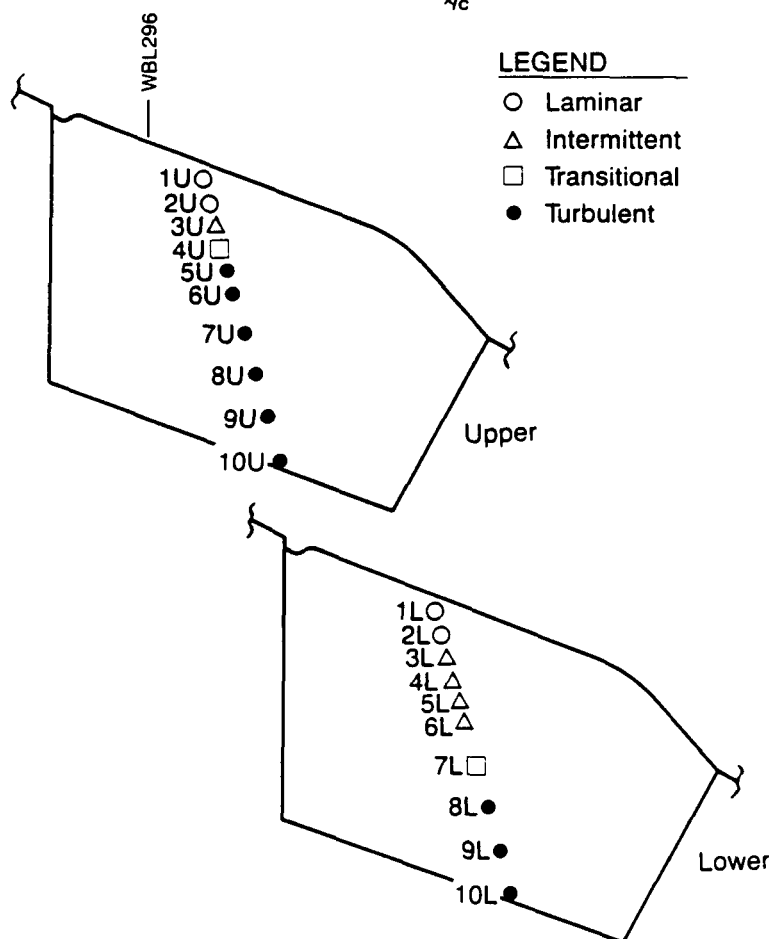 x/c
WBL296
LEGEND
Laminar
Intermittent
Transitional
Turbulent
1U
2U
3U
4U
5U
6U
7U
8U
9U
10U
Upper
1L
2L
3L
4L
5L
6L
7L
8L
9L
10L
Lower